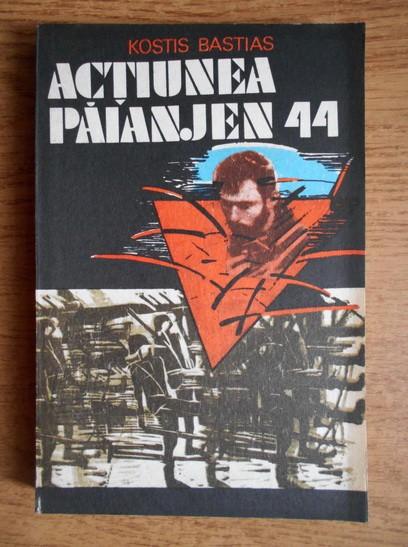 KOSTIS BASTIAS
ACTIUNEA
PĂIANJEN 44